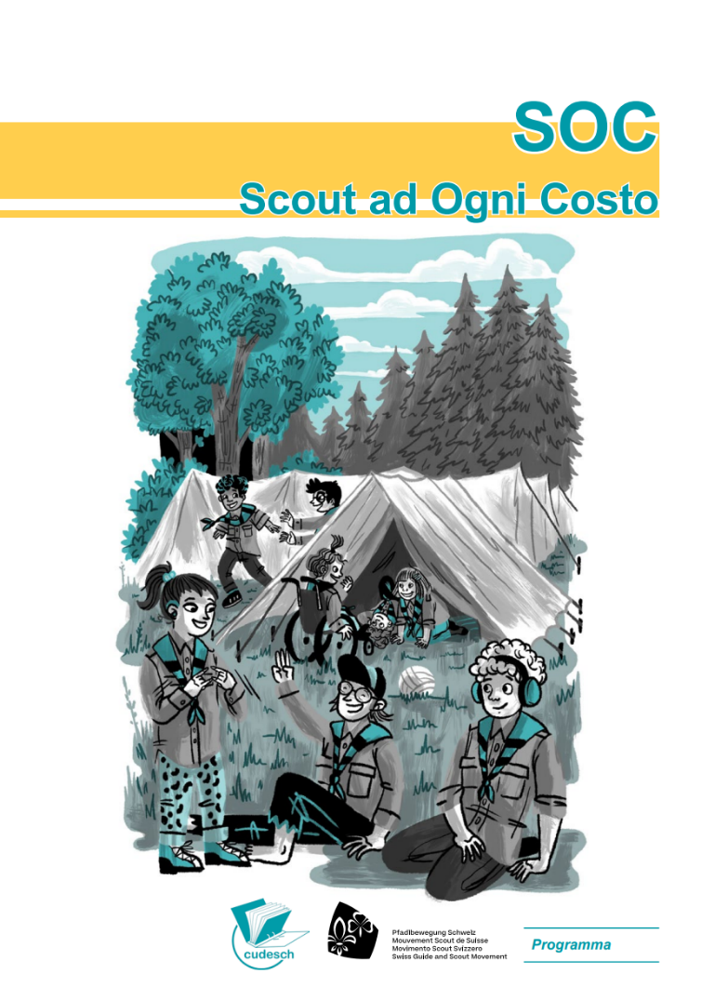 SOC
Scout ad Ogni Costo
cudesch
Pfadibewegung Schweiz
Mouvement Scout de Suisse
Movimento Scout Svizzero
Swiss Guide and Scout Movement
Programma